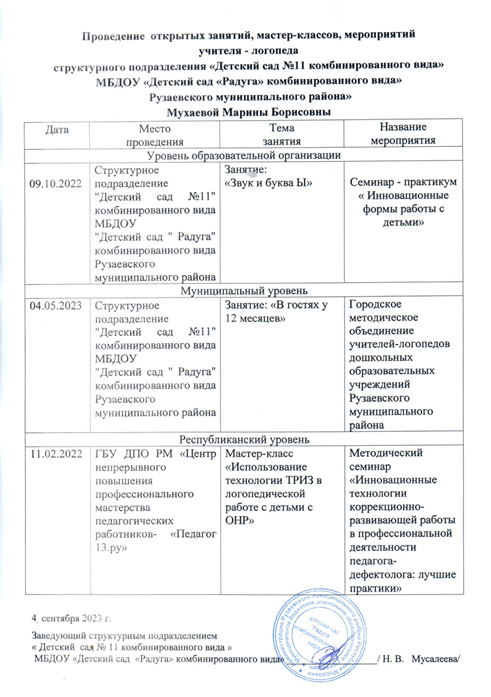 Проведение открытых занятий, мастер-классов, мероприятий
учителя - логопеда
структурного подразделения «Детский сад №11 комбинированного вида»
МБДОУ «Детский сад «Радуга» комбинированного вида»
Рузаевского муниципального района»
Мухаевой Марины Борисовны
Дата
Место
проведения
Тема
занятия
Название
мероприятия
Уровень образовательной организации
09.10.2022
Структурное
подразделение
"Детский сад №11"
комбинированного вида
МБДОУ
"Детский сад " Радуга"
комбинированного вида
Рузаевского
муниципального района
Занятие:
«Звук и буква Ы»
Семинар - практикум
« Инновационные
формы работы с
детьми»
Муниципальный уровень
04.05.2023
Структурное
подразделение
"Детский сад №11"
комбинированного вида
МБДОУ
"Детский сад " Радуга"
комбинированного вида
Рузаевского
муниципального района
Занятие: «В гостях у
12 месяцев»
Городское
методическое
объединение
учителей-логопедов
дошкольных
образовательных
учреждений
Рузаевского
муниципального
района
Республиканский уровень
11.02.2022
ГБУ ДПО РМ «Центр
непрерывного
повышения
профессионального
мастерства
педагогических
работников- «Педагог
13.ру»
Мастер-класс
«Использование
технологии ТРИЗ в
логопедической
работе с детьми с
ОНР»
Методический
семинар
«Инновационные
технологии
коррекционно-
развивающей работы
в профессиональной
деятельности
педагога-
дефектолога: лучшие
практики»
4 сентября 2023 г.
Заведующий структурным подразделением
« Детский сад № 11 комбинированного вида »
МБДОУ «Детский сад «Радуга» комбинированного вида» / Н. В. Мусалеева/